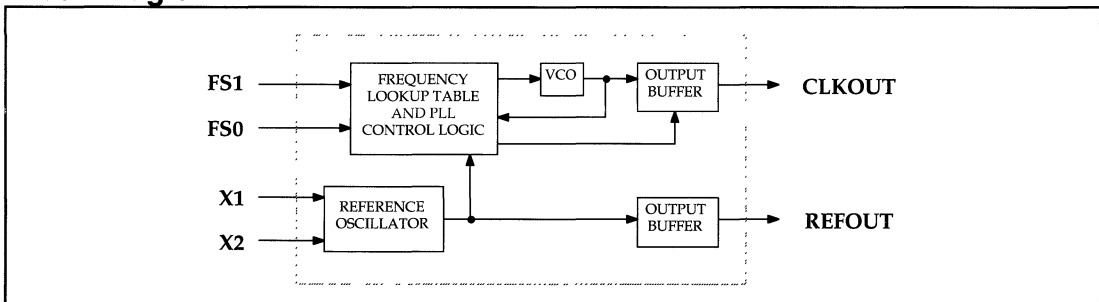 FS1
FS0
FREQUENCY
LOOKUP TABLE
AND PLL
CONTROL LOGIC
VCO
OUTPUT
BUFFER
CLKOUT
X1
X2
REFERENCE
OSCILLATOR
OUTPUT
BUFFER
REFOUT